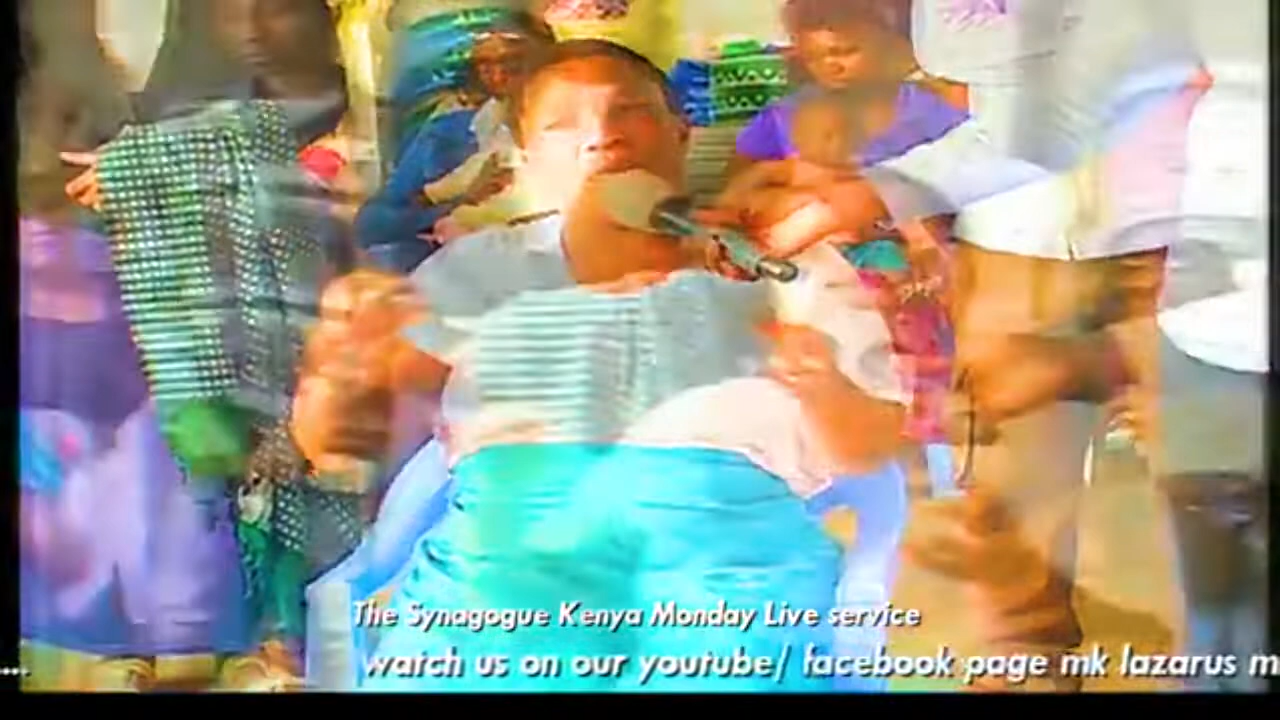 The Synagogue Kenya Monday Live service
.... watch us on our youtube/ facebook page mk lazarus m